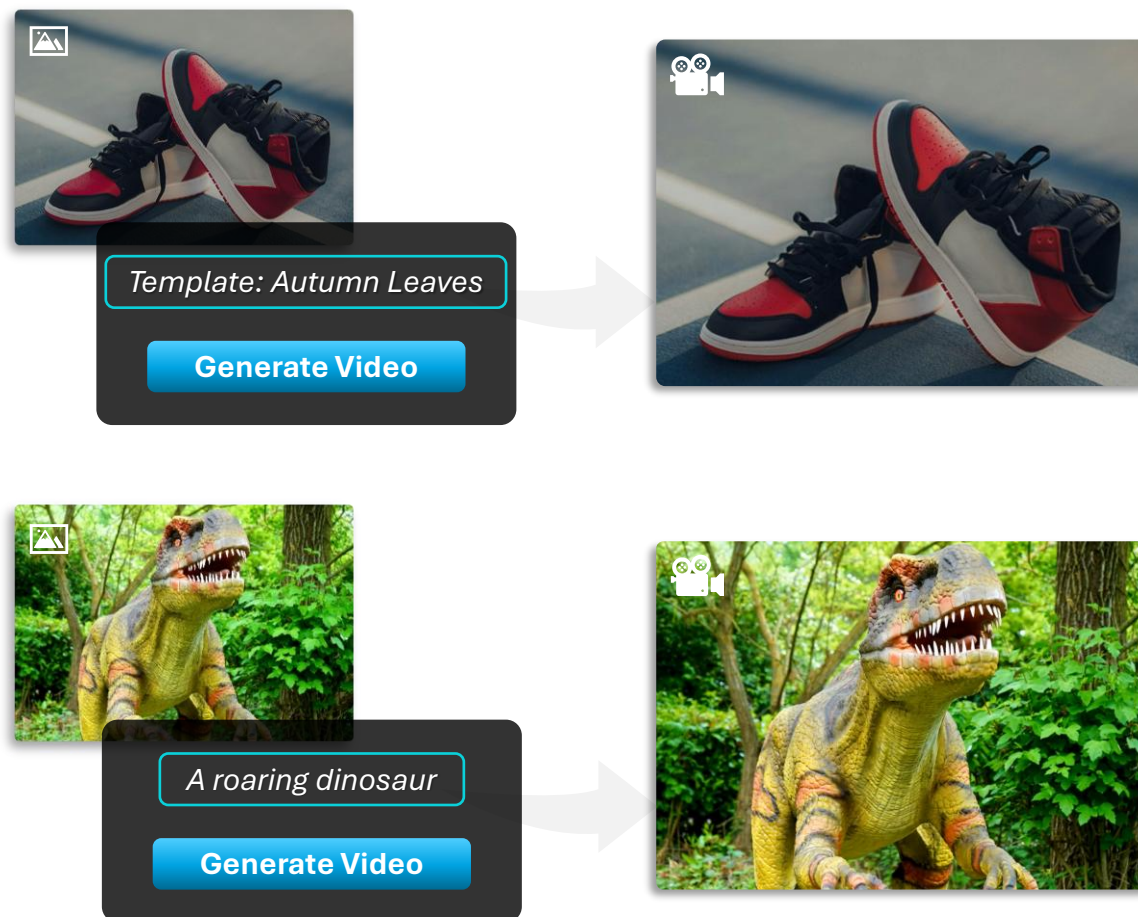 Template: Autumn Leaves
Generate Video
A roaring dinosaur
Generate Video